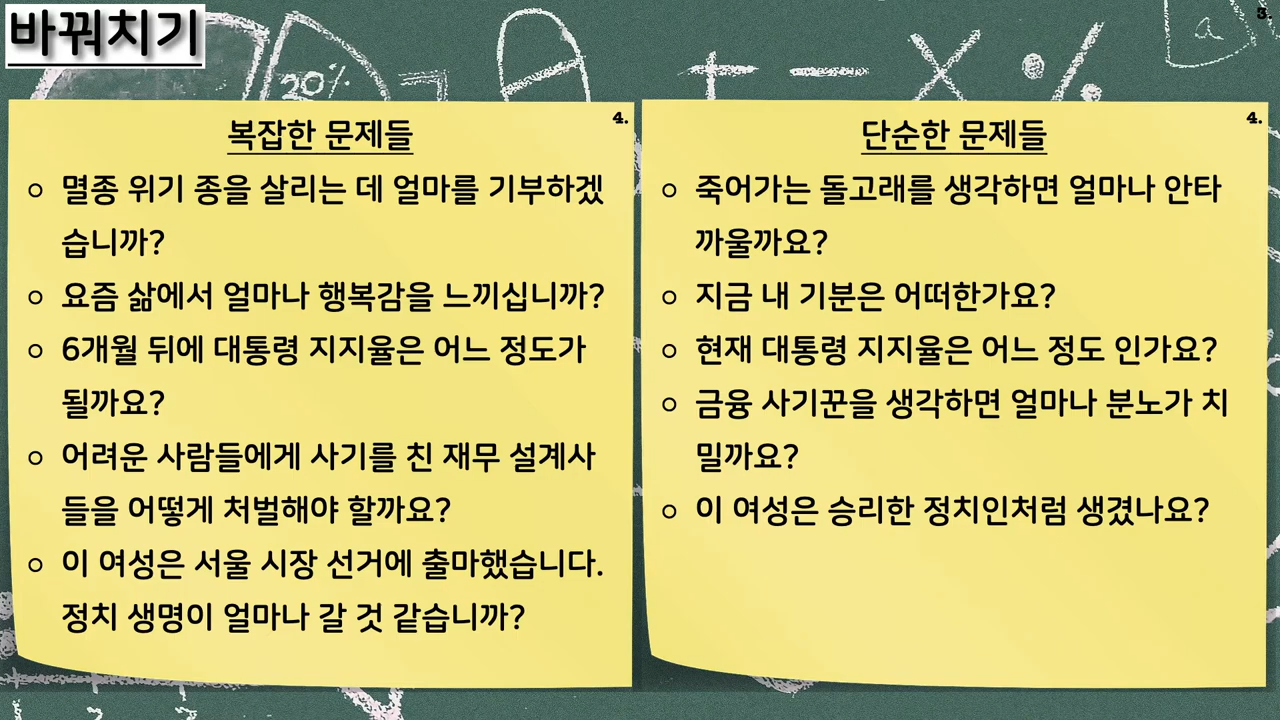 바꿔치기
3.
20%
θ + − × %
a
4.
복잡한 문제들
○ 멸종 위기 종을 살리는 데 얼마를 기부하겠
습니까?
○ 요즘 삶에서 얼마나 행복감을 느끼십니까?
○ 6개월 뒤에 대통령 지지율은 어느 정도가
될까요?
○ 어려운 사람들에게 사기를 친 재무 설계사
들을 어떻게 처벌해야 할까요?
○ 이 여성은 서울 시장 선거에 출마했습니다.
정치 생명이 얼마나 갈 것 같습니까?
4.
단순한 문제들
○ 죽어가는 돌고래를 생각하면 얼마나 안타
까울까요?
○ 지금 내 기분은 어떠한가요?
○ 현재 대통령 지지율은 어느 정도 인가요?
○ 금융 사기꾼을 생각하면 얼마나 분노가 치
밀까요?
○ 이 여성은 승리한 정치인처럼 생겼나요?